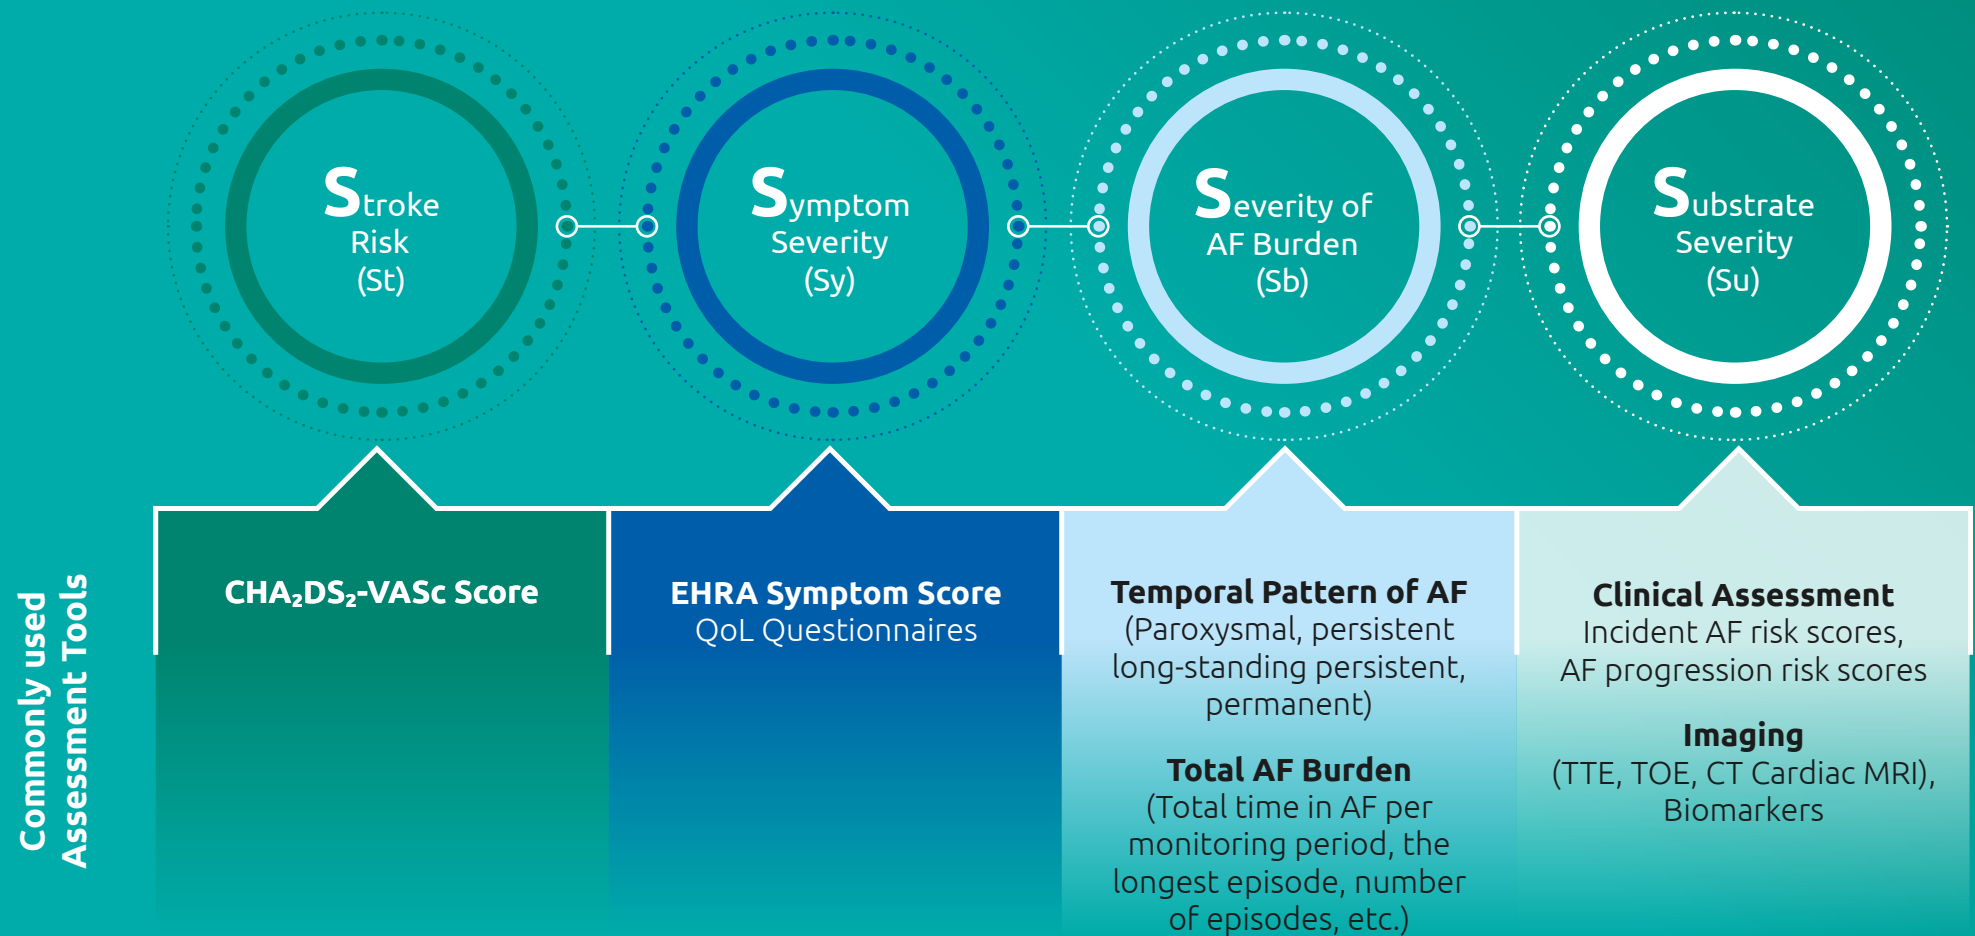 Stroke
Risk
(St)
Symptom
Severity
(Sy)
Severity of
AF Burden
(Sb)
Substrate
Severity
(Su)
Commonly used
Assessment Tools
CHA₂DS₂-VASc Score
EHRA Symptom Score
QoL Questionnaires
Temporal Pattern of AF
(Paroxysmal, persistent
long-standing persistent,
permanent)
Total AF Burden
(Total time in AF per
monitoring period, the
longest episode, number
of episodes, etc.)
Clinical Assessment
Incident AF risk scores,
AF progression risk scores
Imaging
(TTE, TOE, CT Cardiac MRI),
Biomarkers